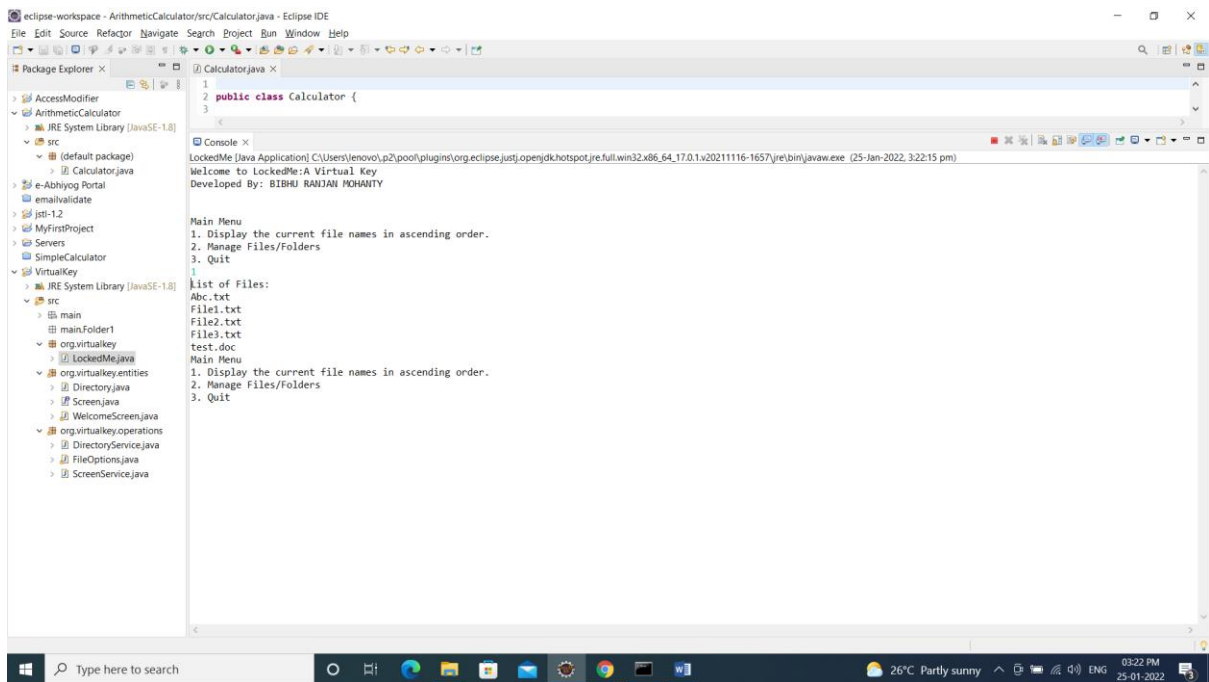 eclipse-workspace - ArithmeticCalculator/src/Calculator.java - Eclipse IDE
File Edit Source Refactor Navigate Search Project Run Window Help
Package Explorer
AccessModifier
ArithmeticCalculator
JRE System Library [JavaSE-1.8]
src
(default package)
Calculator.java
e-Abhiyog Portal
emailvalidate
jstl-1.2
MyFirstProject
Servers
SimpleCalculator
VirtualKey
JRE System Library [JavaSE-1.8]
src
main
main.Folder1
org.virtualkey
LockedMe.java
org.virtualkey.entities
Directory.java
Screen.java
WelcomeScreen.java
org.virtualkey.operations
DirectoryService.java
FileOptions.java
ScreenService.java
Calculator.java
1
2 public class Calculator {
3
Console
LockedMe [Java Application] C:\Users\lenovo\.p2\pool\plugins\org.eclipse.justj.openjdk.hotspot.jre.full.win32.x86_64_17.0.1.v20211116-1657\jre\bin\javaw.exe (25-Jan-2022, 3:22:15 pm)
Welcome to LockedMe:A Virtual Key
Developed By: BIBHU RANJAN MOHANTY
Main Menu
1. Display the current file names in ascending order.
2. Manage Files/Folders
3. Quit
1
List of Files:
Abc.txt
File1.txt
File2.txt
File3.txt
test.doc
Main Menu
1. Display the current file names in ascending order.
2. Manage Files/Folders
3. Quit
Type here to search
26°C Partly sunny
ENG
03:22 PM
25-01-2022
3